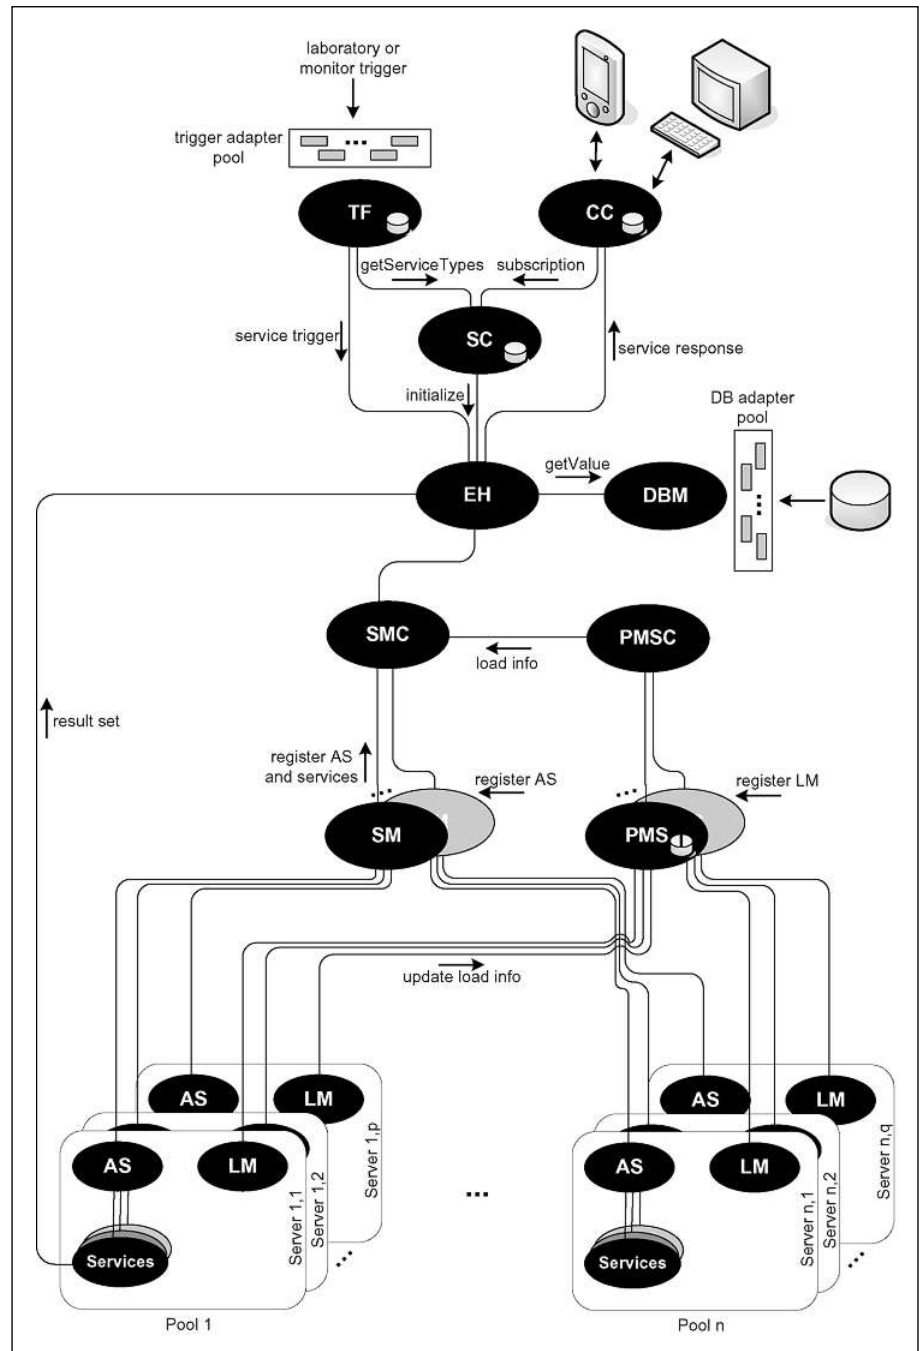 laboratory or
monitor trigger
trigger adapter
pool
...
TF
CC
getServiceTypes
subscription
SC
service trigger
service response
initialize
DB adapter
pool
getValue
EH
DBM
...
SMC
PMSC
load info
result set
register AS
and services
register AS
register LM
...
...
SM
PMS
update load info
AS
LM
AS
LM
Server 1,p
Server n,q
AS
LM
AS
LM
Server 1,1
Server 1,2
Server n,1
Server n,2
...
Services
Services
...
...
Pool 1
Pool n